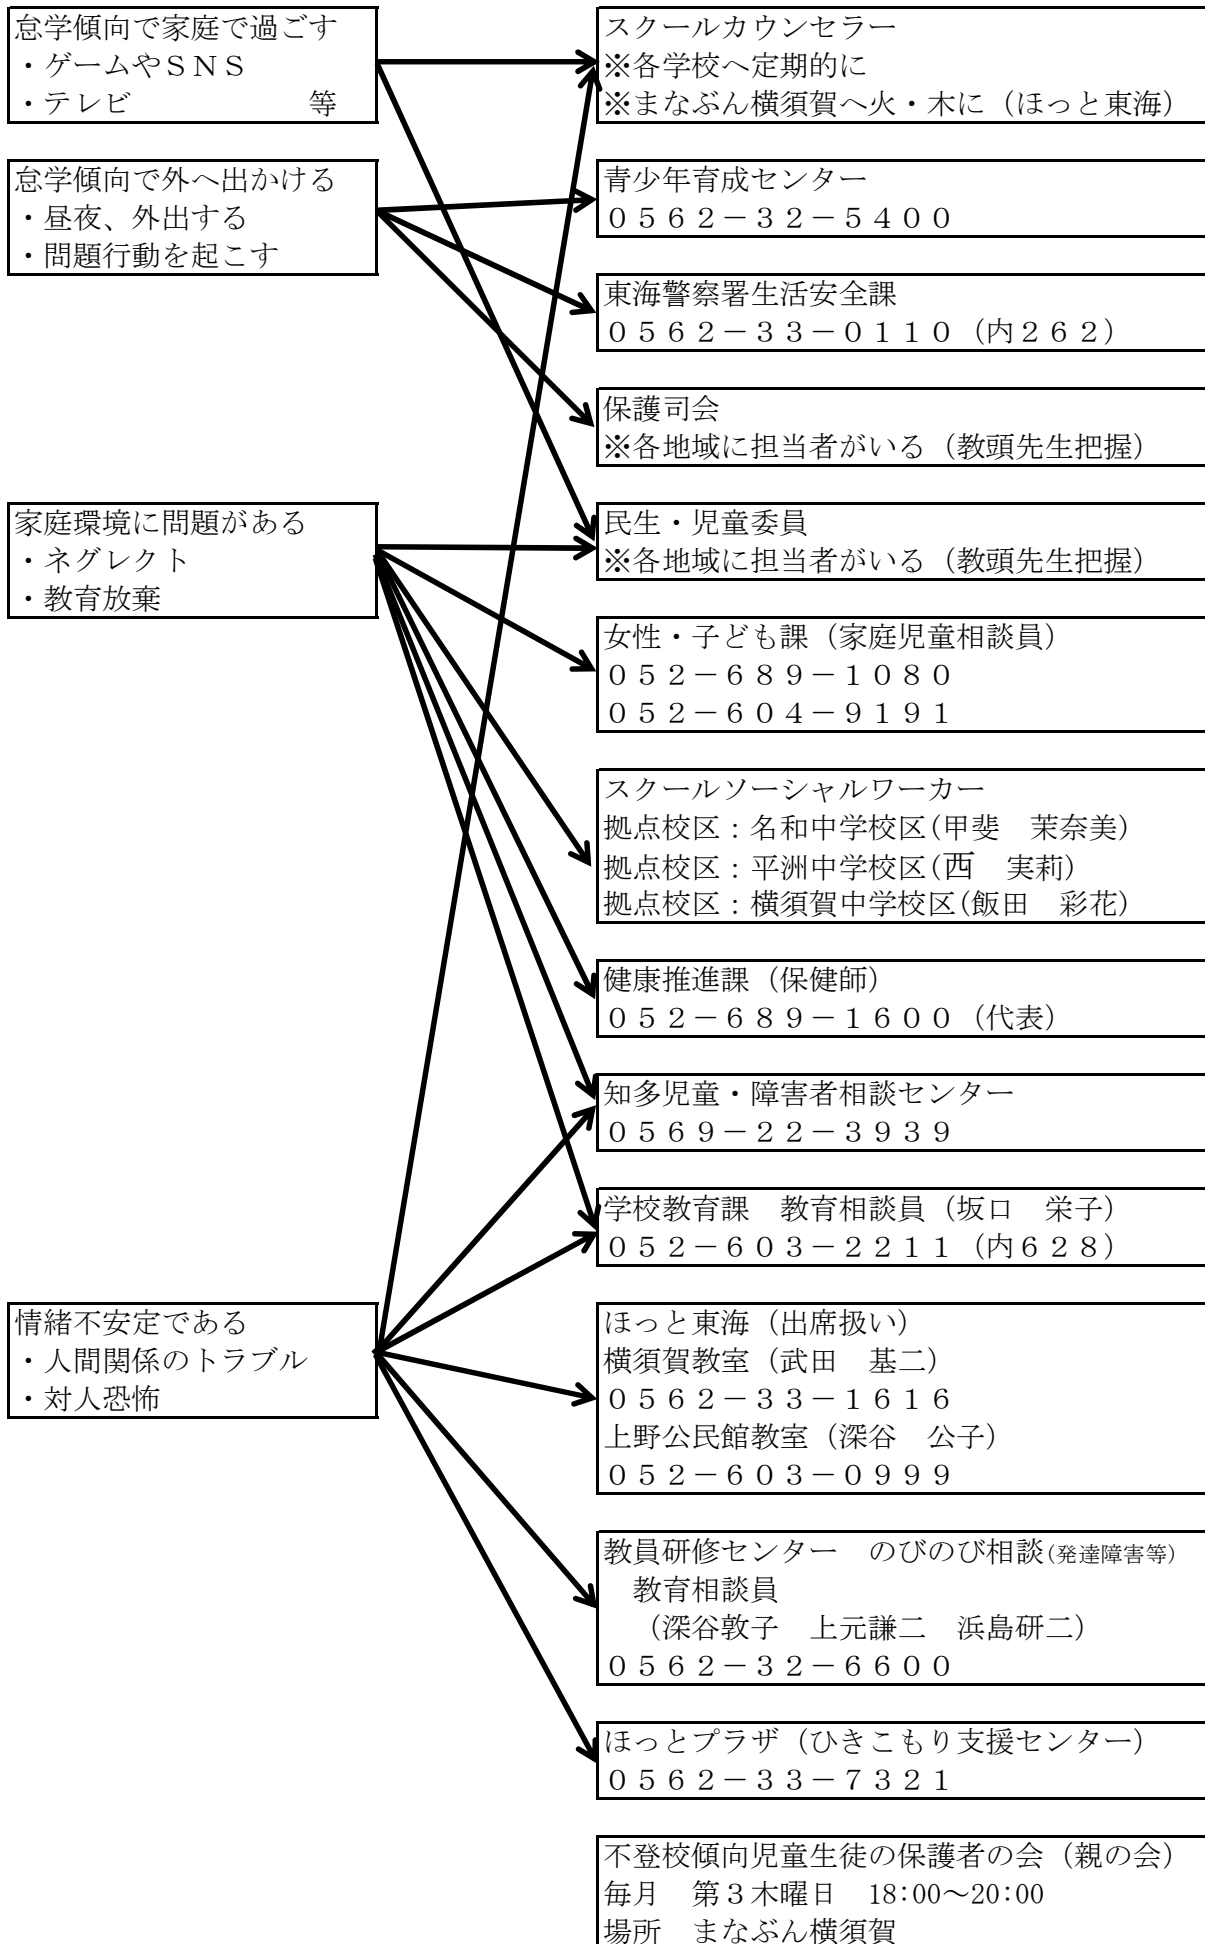 怠学傾向で家庭で過ごす
・ゲームやＳＮＳ
・テレビ　　　　　　等
怠学傾向で外へ出かける
・昼夜、外出する
・問題行動を起こす
家庭環境に問題がある
・ネグレクト
・教育放棄
情緒不安定である
・人間関係のトラブル
・対人恐怖
スクールカウンセラー
※各学校へ定期的に
※まなぶん横須賀へ火・木に（ほっと東海）
青少年育成センター
０５６２－３２－５４００
東海警察署生活安全課
０５６２－３３－０１１０（内２６２）
保護司会
※各地域に担当者がいる（教頭先生把握）
民生・児童委員
※各地域に担当者がいる（教頭先生把握）
女性・子ども課（家庭児童相談員）
０５２－６８９－１０８０
０５２－６０４－９１９１
スクールソーシャルワーカー
拠点校区：名和中学校区(甲斐　茉奈美)
拠点校区：平洲中学校区(西　実莉)
拠点校区：横須賀中学校区(飯田　彩花)
健康推進課（保健師）
０５２－６８９－１６００（代表）
知多児童・障害者相談センター
０５６９－２２－３９３９
学校教育課　教育相談員（坂口　栄子）
０５２－６０３－２２１１（内６２８）
ほっと東海（出席扱い）
横須賀教室（武田　基二）
０５６２－３３－１６１６
上野公民館教室（深谷　公子）
０５２－６０３－０９９９
教員研修センター　のびのび相談(発達障害等)
教育相談員
（深谷敦子　上元謙二　浜島研二）
０５６２－３２－６６００
ほっとプラザ（ひきこもり支援センター）
０５６２－３３－７３２１
不登校傾向児童生徒の保護者の会（親の会）
毎月　第３木曜日　18:00～20:00
場所　まなぶん横須賀